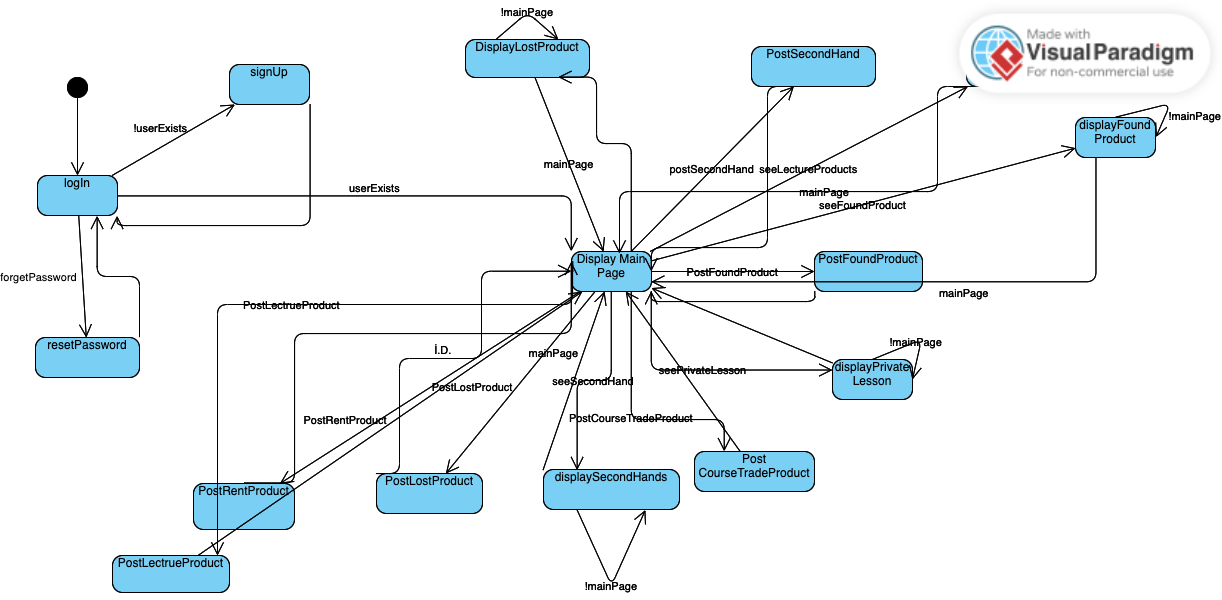 !mainPage
DisplayLostProduct
Made with
VisualParadigm
For non-commercial use
PostSecondHand
signUp
displayFound
Product
!mainPage
!userExists
mainPage
postSecondHand
seeLectureProducts
logIn
userExists
mainPage
seeFoundProduct
Display Main
Page
PostFoundProduct
PostFoundProduct
forgetPassword
mainPage
PostLectrueProduct
resetPassword
İ.D.
mainPage
!mainPage
displayPrivate
Lesson
seePrivateLesson
seeSecondHand
PostLostProduct
PostRentProduct
PostCourseTradeProduct
Post
CourseTradeProduct
PostRentProduct
PostLostProduct
displaySecondHands
PostLectrueProduct
!mainPage